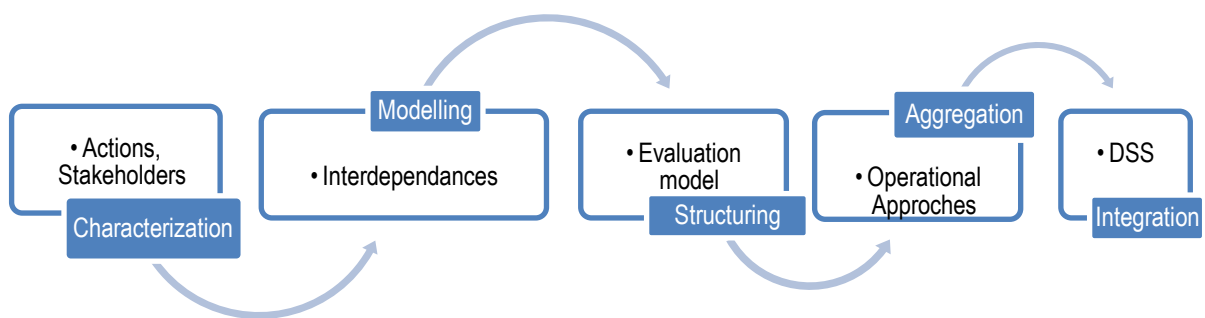 • Actions,
Stakeholders
Characterization
Modelling
• Interdependances
• Evaluation
model
Structuring
Aggregation
• Operational
Approches
• DSS
Integration